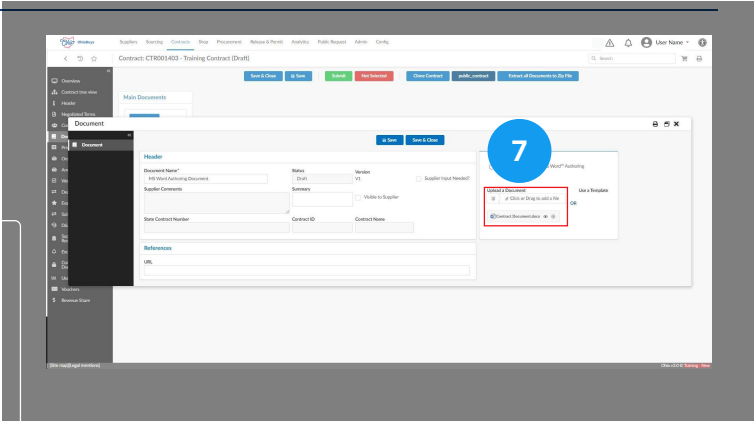 OhioBuys
Suppliers Sourcing Contracts Shop Procurement Release & Permit Analytics Public Request Admin Config
User Name
Contract: CTR001403 - Training Contract (Draft)
Search
Save & Close Save Submit Not Selected Clone Contract public_contract Extract all Documents to Zip File
Overview
Contract tree view
Header
Negotiated Terms
Main Documents
Document
Document
Save Save & Close
7
Header
Word™ Authoring
Document Name*
Status
Version
MS Word Authoring Document
Draft
V1
Supplier Input Needed?
Supplier Comments
Summary
Visible to Supplier
Upload a Document
Use a Template
Click or Drag to add a file
OR
Contract Document.docx
State Contract Number
Contract ID
Contract Name
References
URL
Vouchers
Revenue Share